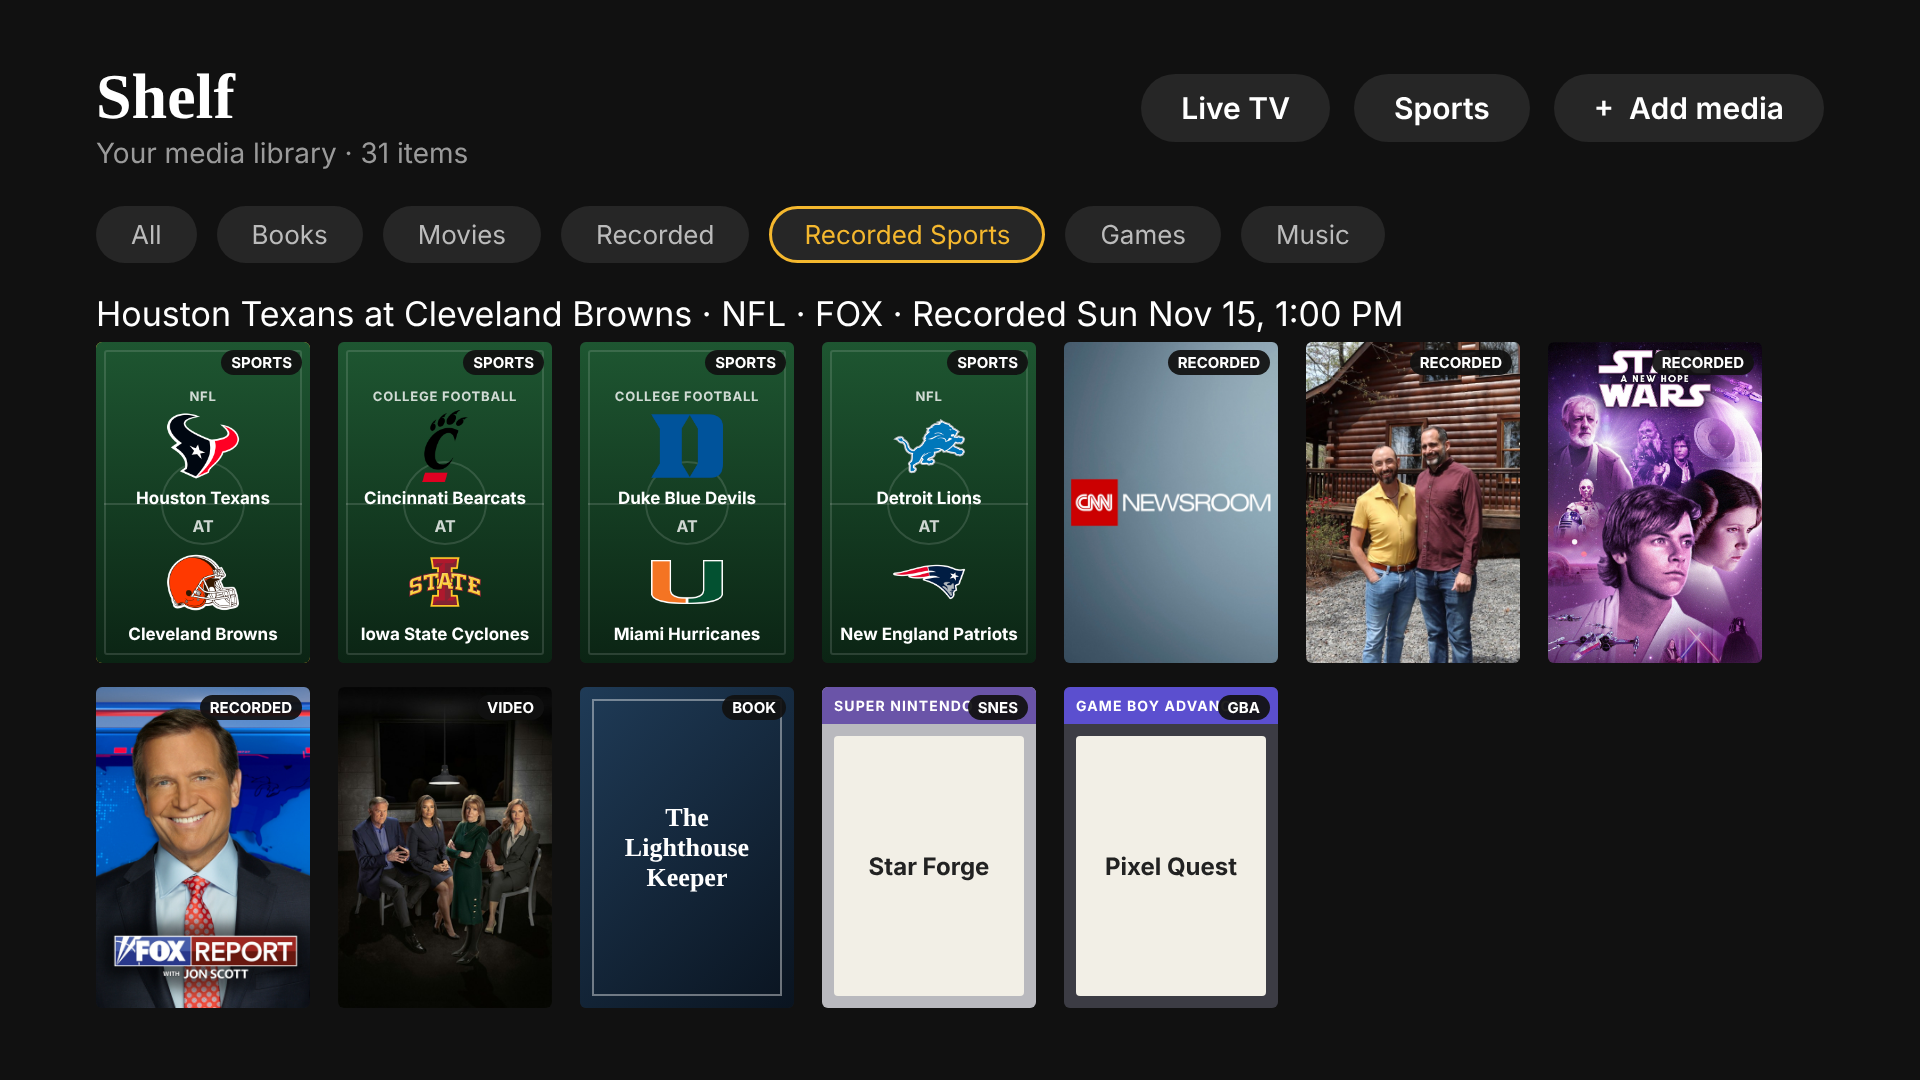 Shelf
Your media library · 31 items
Live TV
Sports
+ Add media
All
Books
Movies
Recorded
Recorded Sports
Games
Music
Houston Texans at Cleveland Browns · NFL · FOX · Recorded Sun Nov 15, 1:00 PM
SPORTS
NFL
Houston Texans
AT
Cleveland Browns
SPORTS
COLLEGE FOOTBALL
C
Cincinnati Bearcats
AT
STATE
Iowa State Cyclones
SPORTS
COLLEGE FOOTBALL
D
Duke Blue Devils
AT
U
Miami Hurricanes
SPORTS
NFL
Detroit Lions
AT
New England Patriots
RECORDED
CNN NEWSROOM
RECORDED
RECORDED
A NEW HOPE
WARS
RECORDED
FOX REPORT
WITH JON SCOTT
VIDEO
BOOK
The
Lighthouse
Keeper
SUPER NINTENDO
SNES
Star Forge
GAME BOY ADVAN
GBA
Pixel Quest